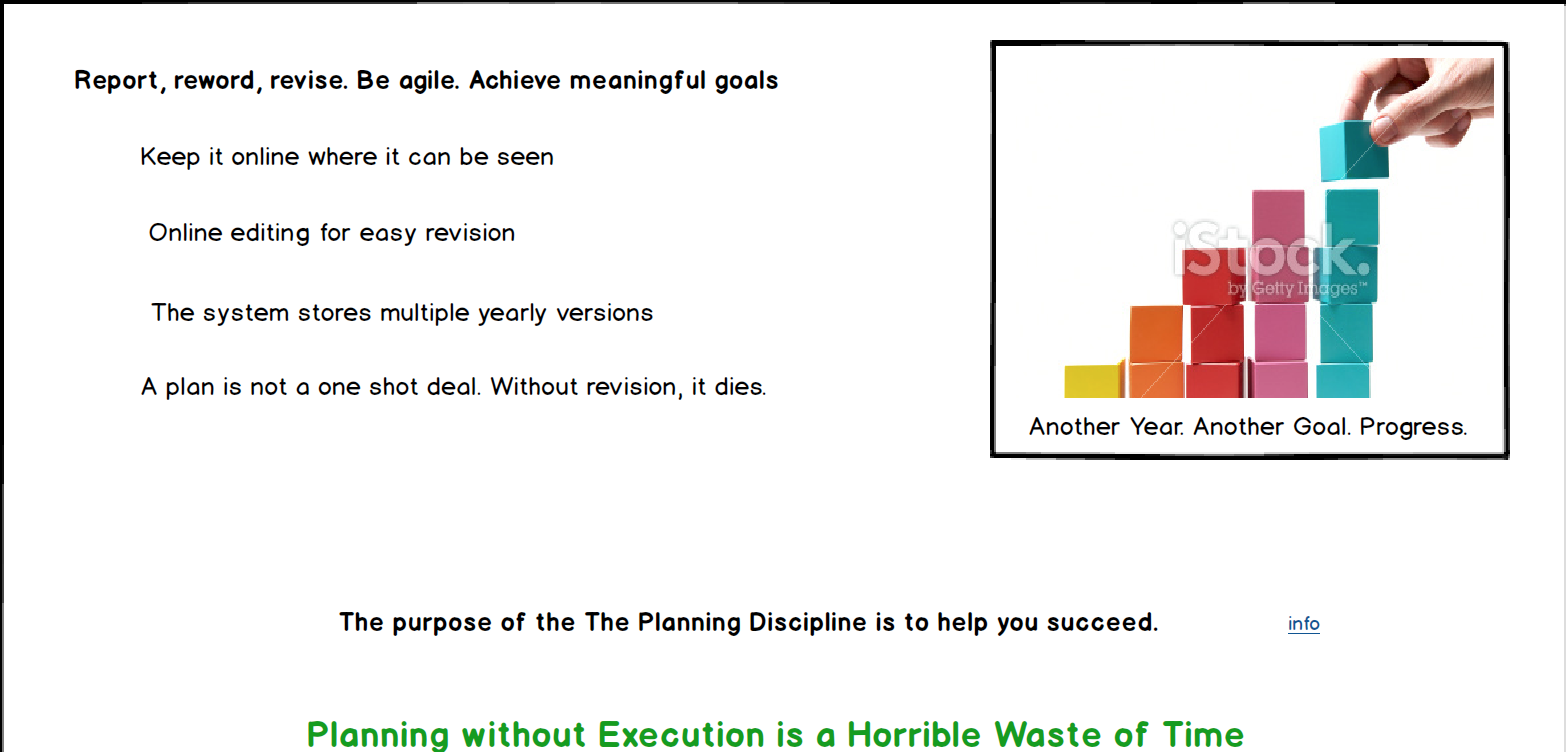 Report, reword, revise. Be agile. Achieve meaningful goals
Keep it online where it can be seen
Online editing for easy revision
The system stores multiple yearly versions
A plan is not a one shot deal. Without revision, it dies.
iStock.
by Getty Images™
Another Year. Another Goal. Progress.
The purpose of the The Planning Discipline is to help you succeed.
info
Planning without Execution is a Horrible Waste of Time